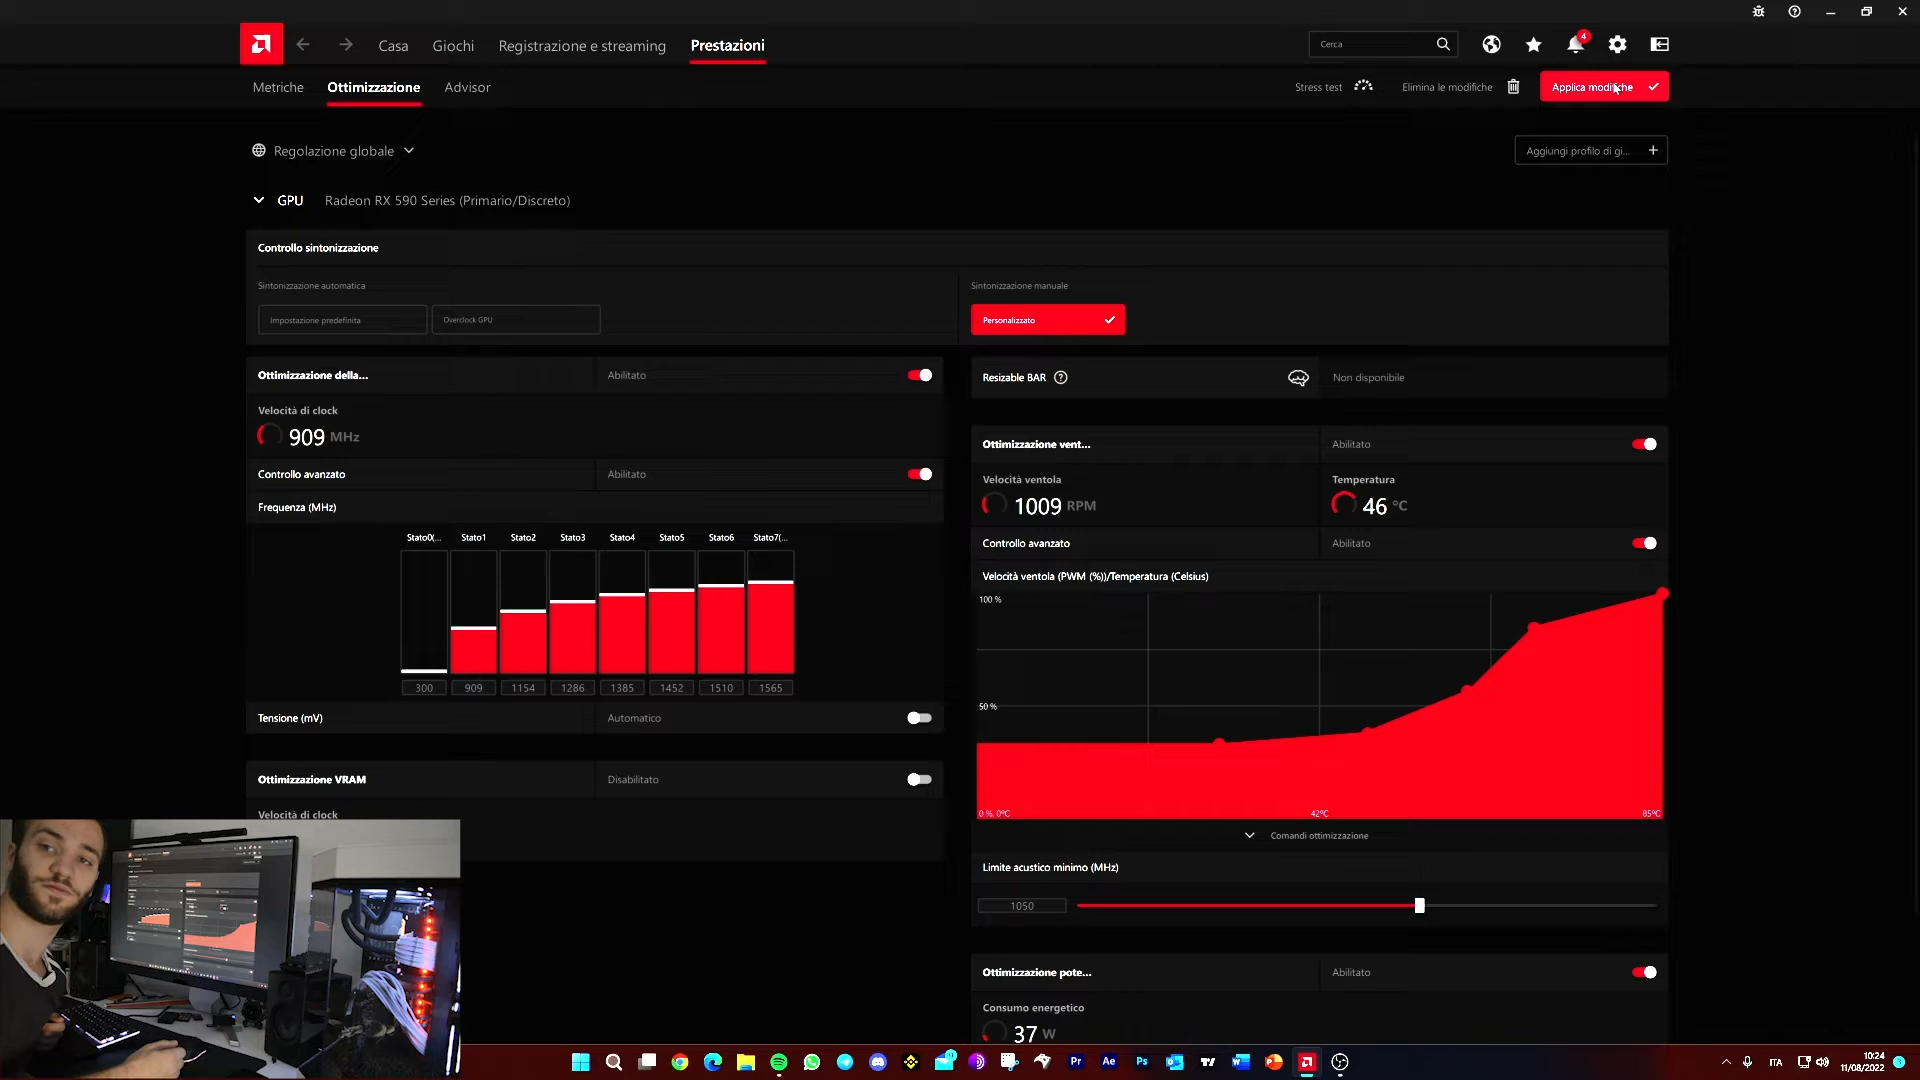 Casa
Giochi
Registrazione e streaming
Prestazioni
Cerca
4
Metriche
Ottimizzazione
Advisor
Stress test
Elimina le modifiche
Applica modifiche
Regolazione globale
Aggiungi profilo di gi...
GPU
Radeon RX 590 Series (Primario/Discreto)
Controllo sintonizzazione
Sintonizzazione automatica
Sintonizzazione manuale
Impostazione predefinita
Overclock GPU
Personalizzato
Ottimizzazione della...
Abilitato
Velocità di clock
909 MHz
Controllo avanzato
Abilitato
Frequenza (MHz)
Stato0(... Stato1 Stato2 Stato3 Stato4 Stato5 Stato6 Stato7(...
300 909 1154 1286 1385 1452 1510 1565
Tensione (mV)
Automatico
Ottimizzazione VRAM
Disabilitato
Velocità di clock
Resizable BAR
Non disponibile
Ottimizzazione vent...
Abilitato
Velocità ventola
1009 RPM
Temperatura
46 °C
Controllo avanzato
Abilitato
Velocità ventola (PWM (%))/Temperatura (Celsius)
100 %
50 %
0 %, 0°C
42°C
85°C
Comandi ottimizzazione
Limite acustico minimo (MHz)
1050
Ottimizzazione pote...
Abilitato
Consumo energetico
37 W
Pr
Ae
Ps
ITA
10:24
11/08/2022